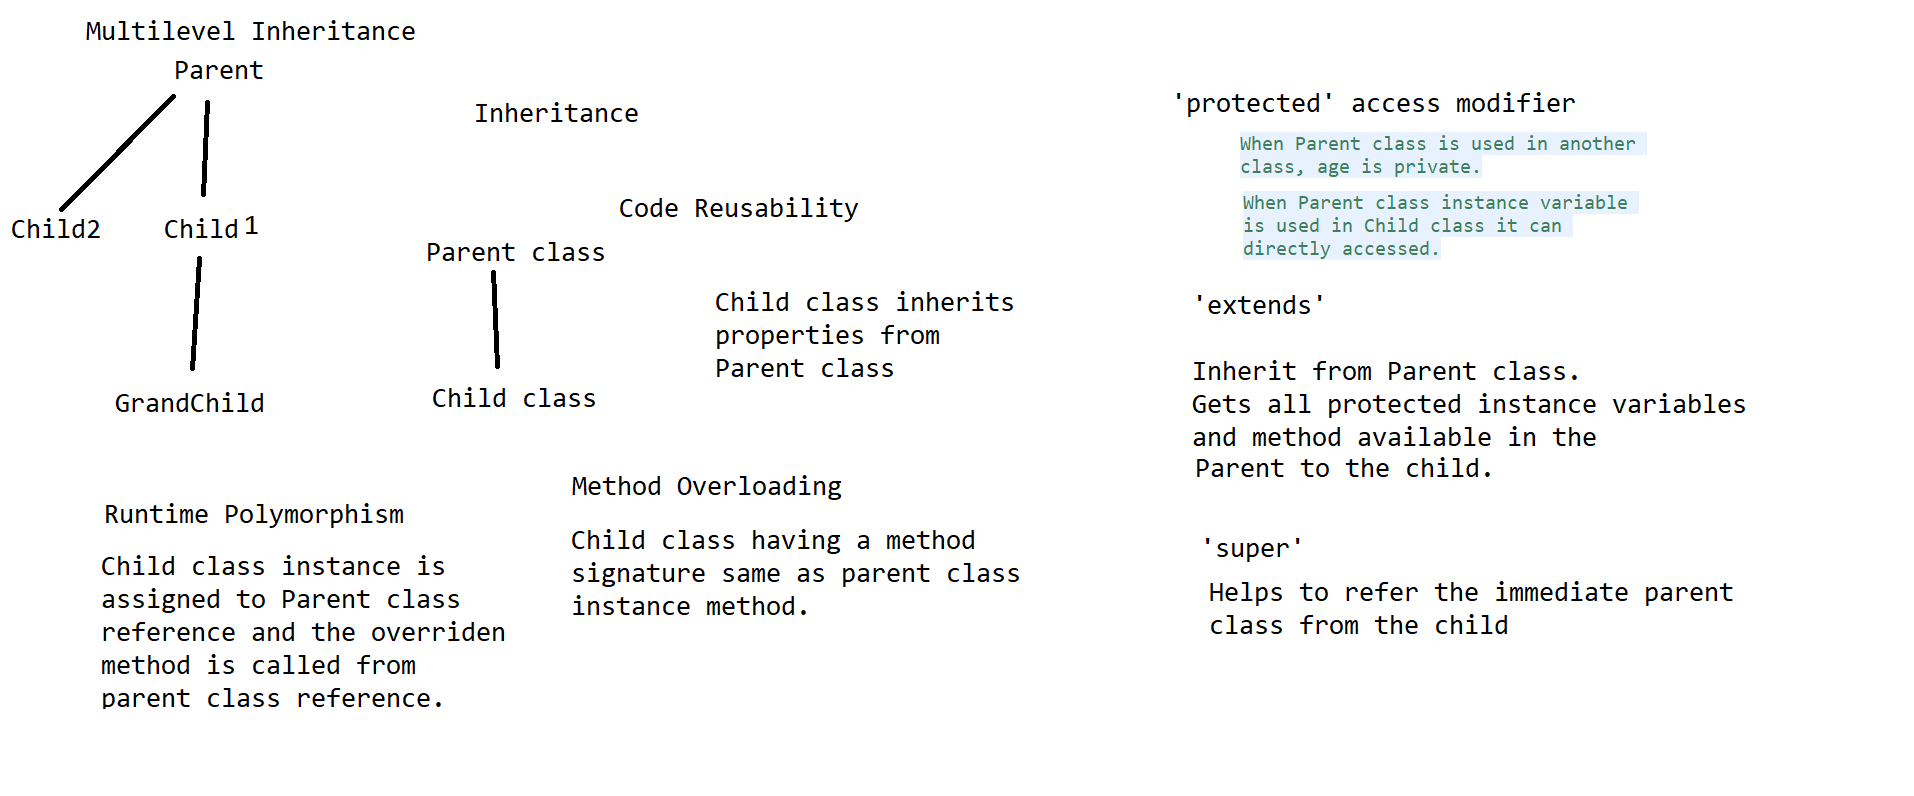 Multilevel Inheritance
Parent
Child2
Child 1
GrandChild
Inheritance
Code Reusability
Parent class
Child class inherits
properties from
Parent class
Child class
Runtime Polymorphism
Child class instance is
assigned to Parent class
reference and the overriden
method is called from
parent class reference.
Method Overloading
Child class having a method
signature same as parent class
instance method.
'protected' access modifier
When Parent class is used in another
class, age is private.
When Parent class instance variable
is used in Child class it can
directly accessed.
'extends'
Inherit from Parent class.
Gets all protected instance variables
and method available in the
Parent to the child.
'super'
Helps to refer the immediate parent
class from the child